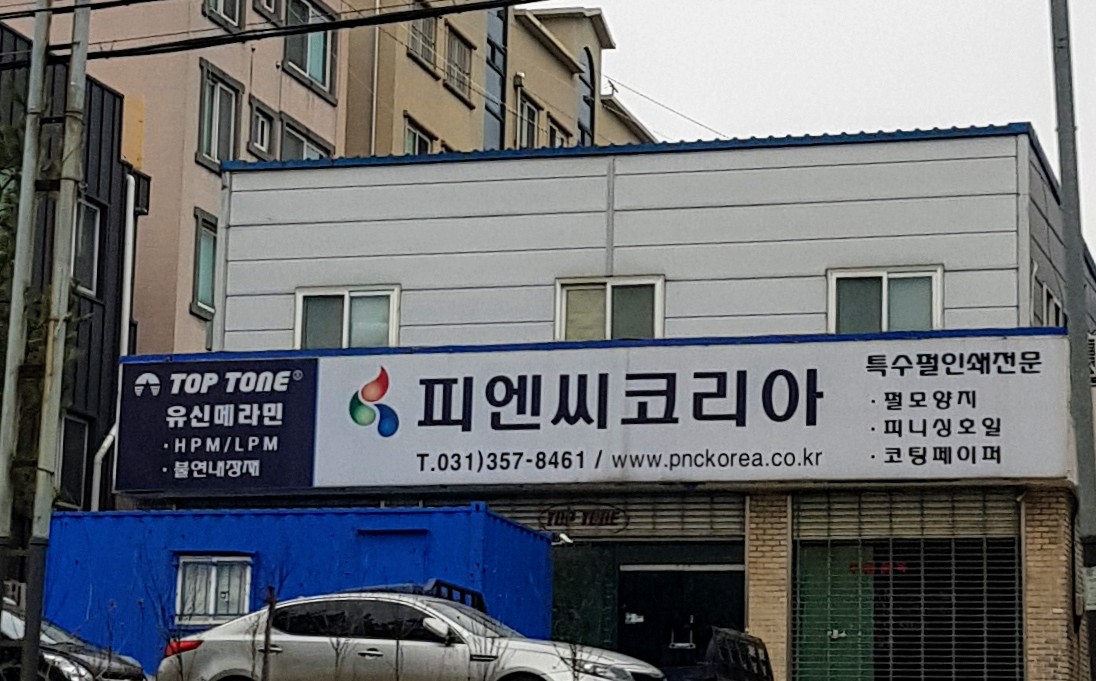 TOP TONE®
유신메라민
· HPM/LPM
· 불연내장재
피엔씨코리아
T.031)357-8461 / www.pnckorea.co.kr
특수펄인쇄전문
· 펄모양지
· 피니싱호일
· 코팅페이퍼
TOP TONE